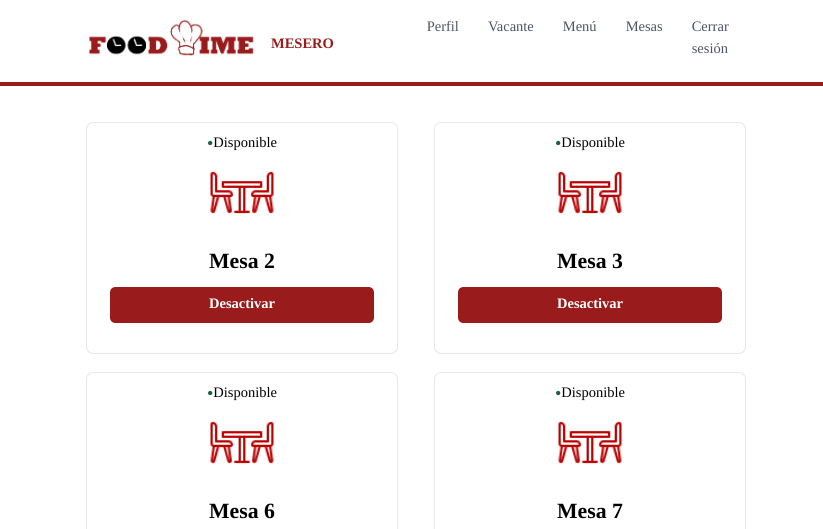 FOOD TIME MESERO
Perfil Vacante Menú Mesas Cerrar sesión
Disponible
Mesa 2
Desactivar
Disponible
Mesa 3
Desactivar
Disponible
Mesa 6
Disponible
Mesa 7